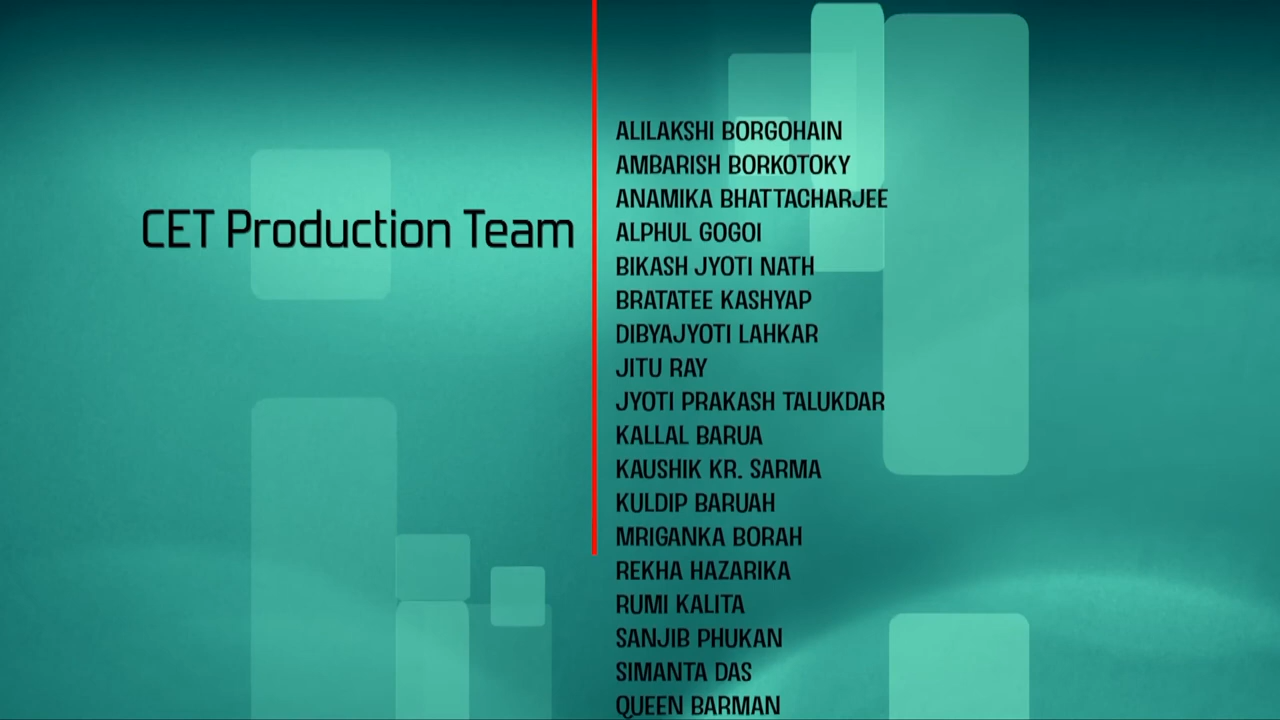 CET Production Team
ALILAKSHI BORGOHAIN
AMBARISH BORKOTOKY
ANAMIKA BHATTACHARJEE
ALPHUL GOGOI
BIKASH JYOTI NATH
BRATATEE KASHYAP
DIBYAJYOTI LAHKAR
JITU RAY
JYOTI PRAKASH TALUKDAR
KALLAL BARUA
KAUSHIK KR. SARMA
KULDIP BARUAH
MRIGANKA BORAH
REKHA HAZARIKA
RUMI KALITA
SANJIB PHUKAN
SIMANTA DAS
QUEEN BARMAN